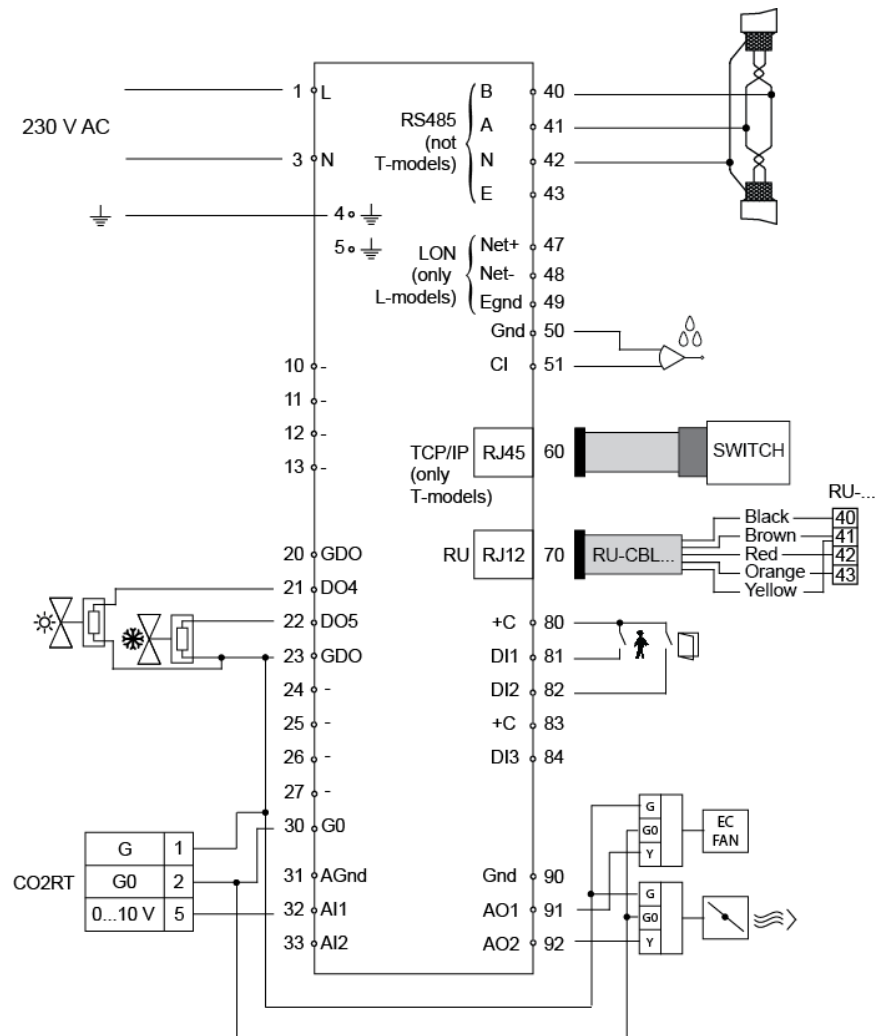 230 V AC
1 L
3 N
4
5
10 -
11 -
12 -
13 -
20 GDO
21 DO4
22 DO5
23 GDO
24 -
25 -
26 -
27 -
30 G0
31 AGnd
32 AI1
33 AI2
CO2RT
G 1
G0 2
0...10 V 5
RS485
(not
T-models)
B 40
A 41
N 42
E 43
LON
(only
L-models)
Net+ 47
Net- 48
Egnd 49
Gnd 50
CI 51
TCP/IP
(only
T-models)
RJ45 60
SWITCH
RU RJ12 70
RU-CBL...
RU-...
Black 40
Brown 41
Red 42
Orange 43
Yellow
+C 80
DI1 81
DI2 82
+C 83
DI3 84
Gnd 90
AO1 91
AO2 92
G
G0
Y
EC
FAN
G
G0
Y